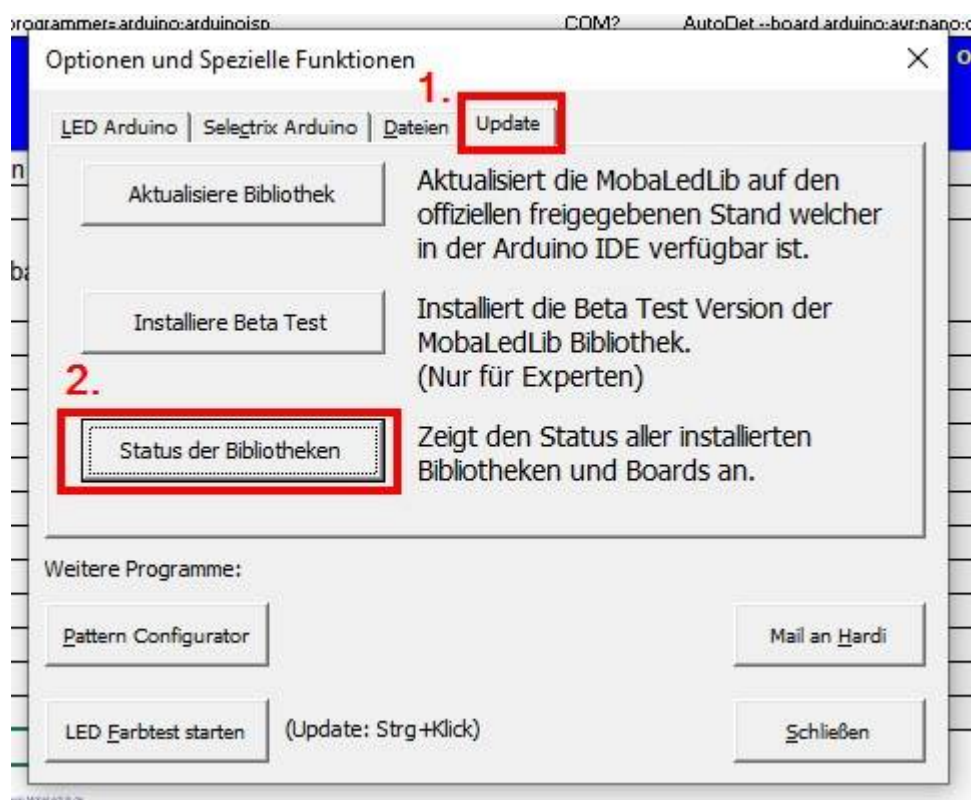 programmer=arduino:arduinoisp COM? AutoDet --board arduino:avr:nano:c
Optionen und Spezielle Funktionen
1.
LED Arduino Selectrix Arduino Dateien Update
Aktualisiere Bibliothek
Aktualisiert die MobaLedLib auf den
offiziellen freigegebenen Stand welcher
in der Arduino IDE verfügbar ist.
Installiere Beta Test
Installiert die Beta Test Version der
MobaLedLib Bibliothek.
(Nur für Experten)
2.
Status der Bibliotheken
Zeigt den Status aller installierten
Bibliotheken und Boards an.
Weitere Programme:
Pattern Configurator
Mail an Hardi
LED Farbtest starten
(Update: Strg+Klick)
Schließen